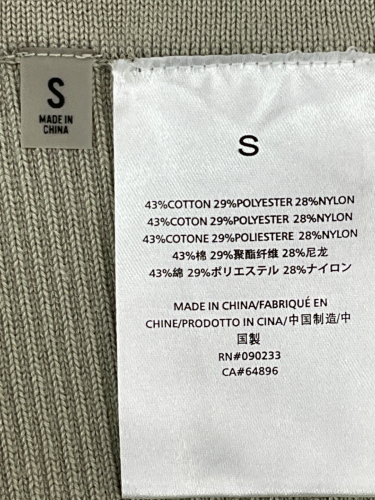 S
MADE IN
CHINA
S
43%COTTON 29%POLYESTER 28%NYLON
43%COTON 29%POLYESTER 28%NYLON
43%COTONE 29%POLIESTERE 28%NYLON
43%棉 29%聚酯纤维 28%尼龙
43%綿 29%ポリエステル 28%ナイロン
MADE IN CHINA/FABRIQUÉ EN
CHINE/PRODOTTO IN CINA/中国制造/中
国製
RN#090233
CA#64896